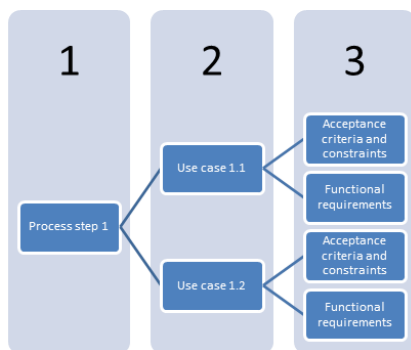 1
2
3
Process step 1
Use case 1.1
Use case 1.2
Acceptance
criteria and
constraints
Functional
requirements
Acceptance
criteria and
constraints
Functional
requirements